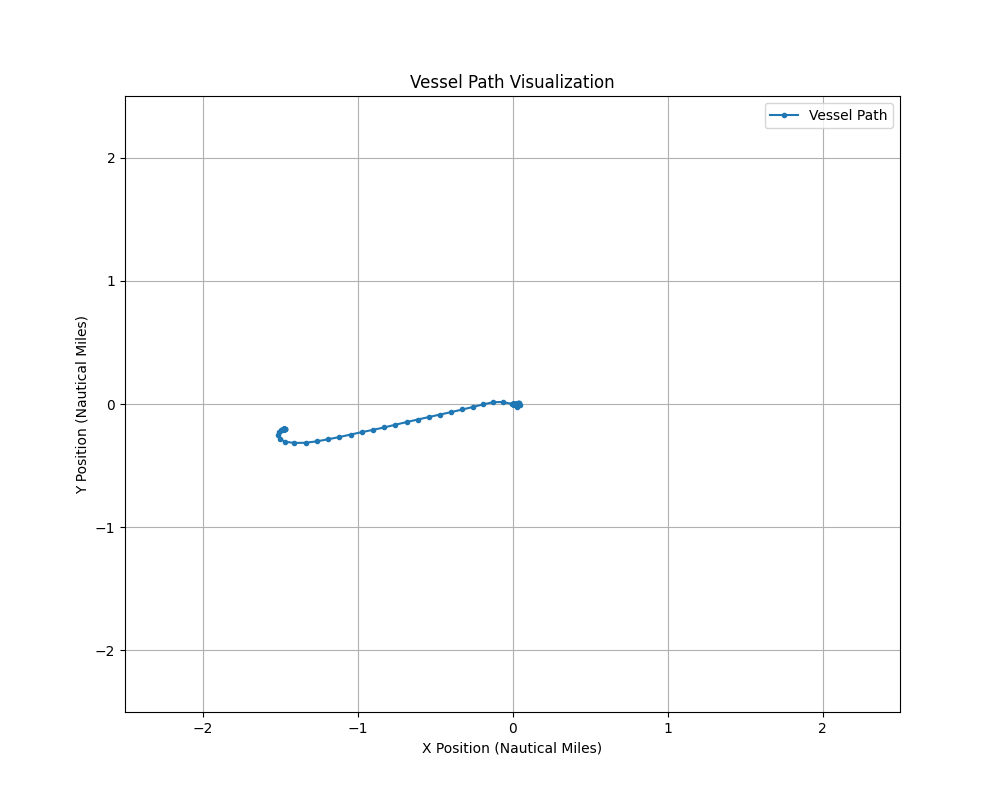 Vessel Path Visualization
Vessel Path
2
1
0
−1
−2
Y Position (Nautical Miles)
−2
−1
0
1
2
X Position (Nautical Miles)